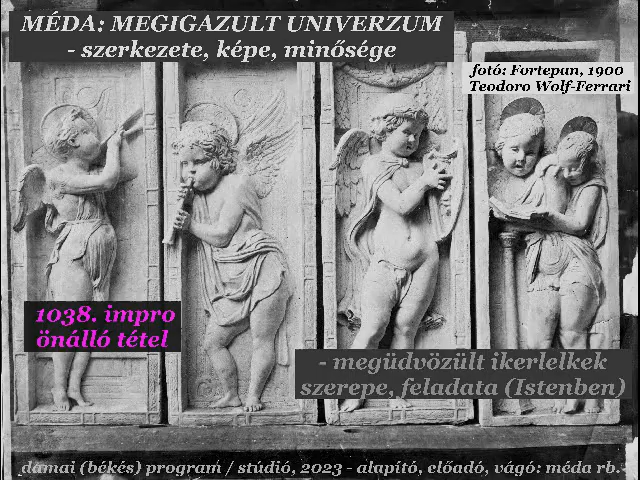 MÉDA: MEGIGAZULT UNIVERZUM
- szerkezete, képe, minősége
fotó: Fortepan, 1900
Teodoro Wolf-Ferrari
1038. impro
önálló tétel
- megüdvözült ikerlelkek
szerepe, feladata (Istenben)
damai (békés) program / stúdió, 2023 - alapító, előadó, vágó: méda rb.